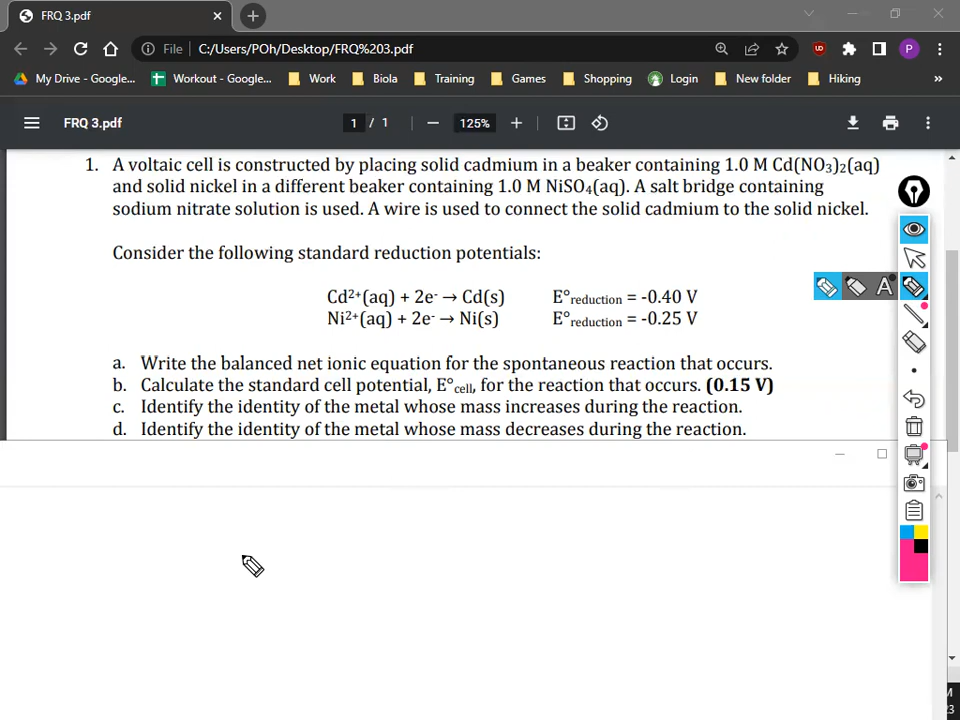 FRQ 3.pdf
File C:/Users/POh/Desktop/FRQ%203.pdf UD P
My Drive - Google... Workout - Google... Work Biola Training Games Shopping Login New folder Hiking »
FRQ 3.pdf 1 / 1 125%
1. A voltaic cell is constructed by placing solid cadmium in a beaker containing 1.0 M Cd(NO₃)₂(aq)
and solid nickel in a different beaker containing 1.0 M NiSO₄(aq). A salt bridge containing
sodium nitrate solution is used. A wire is used to connect the solid cadmium to the solid nickel.
Consider the following standard reduction potentials:
Cd²⁺(aq) + 2e⁻ → Cd(s) E°reduction = -0.40 V
Ni²⁺(aq) + 2e⁻ → Ni(s) E°reduction = -0.25 V
a. Write the balanced net ionic equation for the spontaneous reaction that occurs.
b. Calculate the standard cell potential, E°cell, for the reaction that occurs. (0.15 V)
c. Identify the identity of the metal whose mass increases during the reaction.
d. Identify the identity of the metal whose mass decreases during the reaction.
A